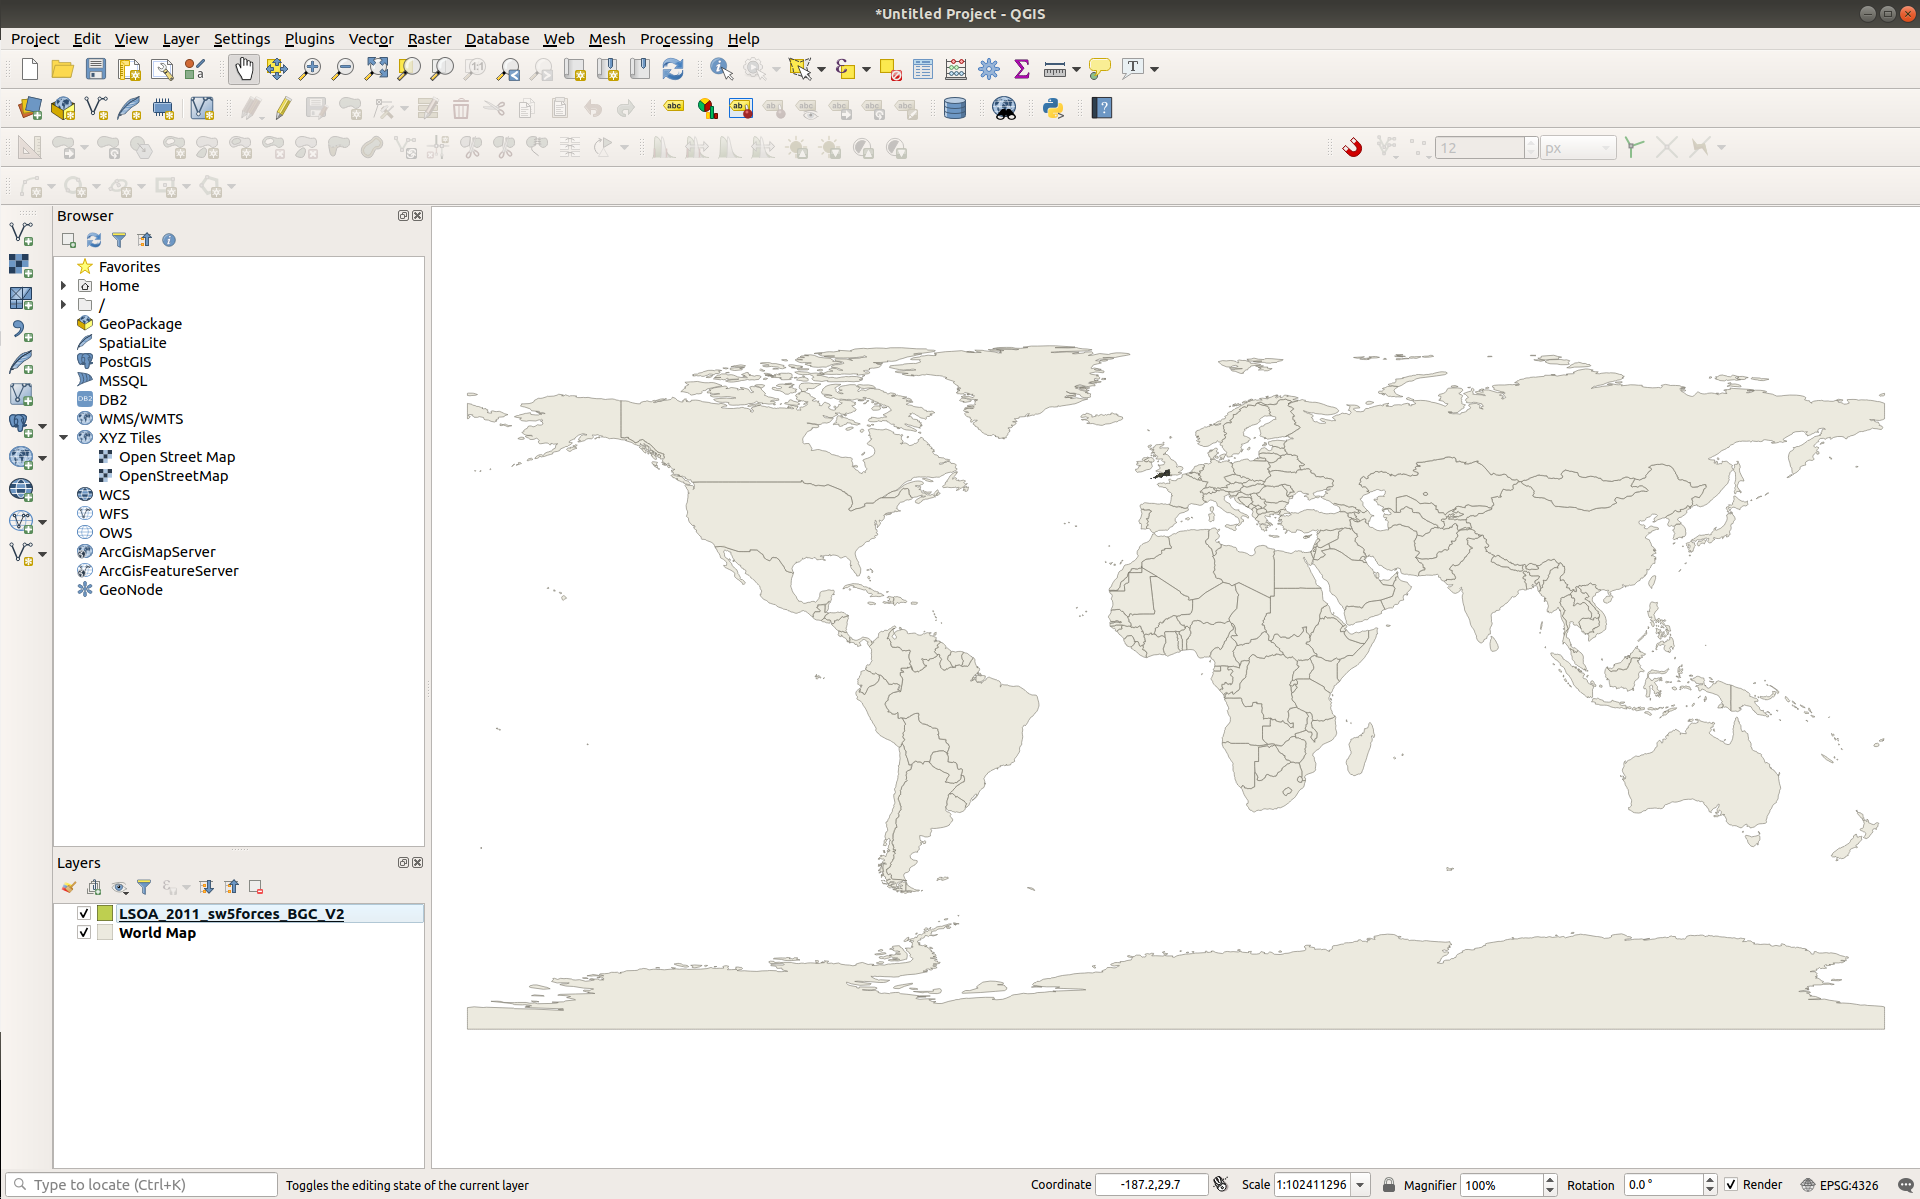 *Untitled Project - QGIS
Project Edit View Layer Settings Plugins Vector Raster Database Web Mesh Processing Help
12 px
Browser
Favorites
Home
/
GeoPackage
SpatiaLite
PostGIS
MSSQL
DB2
WMS/WMTS
XYZ Tiles
Open Street Map
OpenStreetMap
WCS
WFS
OWS
ArcGisMapServer
ArcGisFeatureServer
GeoNode
Layers
LSOA_2011_sw5forces_BGC_V2
World Map
Type to locate (Ctrl+K) Toggles the editing state of the current layer Coordinate -187.2,29.7 Scale 1:102411296 Magnifier 100% Rotation 0.0 ° Render EPSG:4326